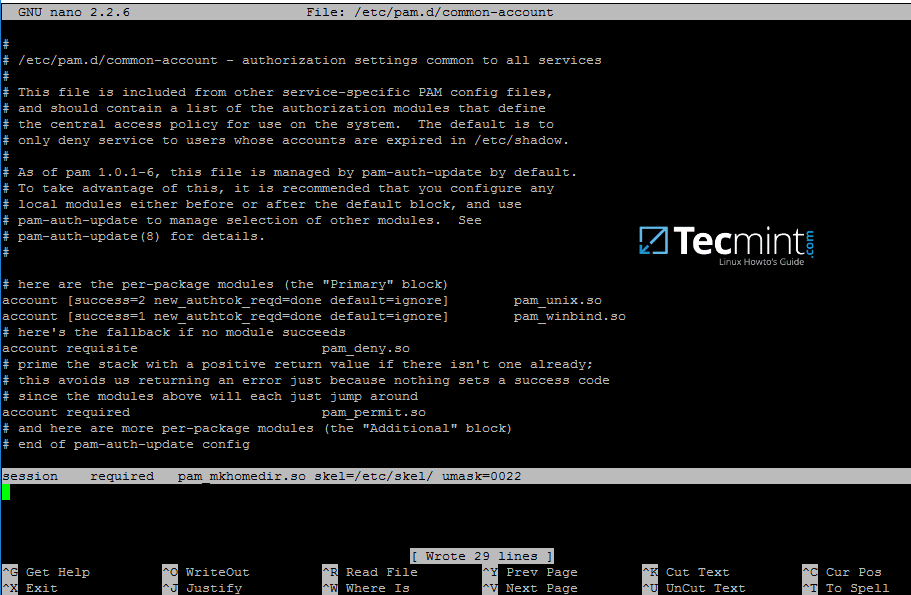 GNU nano 2.2.6 File: /etc/pam.d/common-account
#
# /etc/pam.d/common-account - authorization settings common to all services
#
# This file is included from other service-specific PAM config files,
# and should contain a list of the authorization modules that define
# the central access policy for use on the system.  The default is to
# only deny service to users whose accounts are expired in /etc/shadow.
#
# As of pam 1.0.1-6, this file is managed by pam-auth-update by default.
# To take advantage of this, it is recommended that you configure any
# local modules either before or after the default block, and use
# pam-auth-update to manage selection of other modules.  See
# pam-auth-update(8) for details.
#
Tecmint.com
Linux Howto's Guide
# here are the per-package modules (the "Primary" block)
account [success=2 new_authtok_reqd=done default=ignore] pam_unix.so
account [success=1 new_authtok_reqd=done default=ignore] pam_winbind.so
# here's the fallback if no module succeeds
account requisite pam_deny.so
# prime the stack with a positive return value if there isn't one already;
# this avoids us returning an error just because nothing sets a success code
# since the modules above will each just jump around
account required pam_permit.so
# and here are more per-package modules (the "Additional" block)
# end of pam-auth-update config
session required pam_mkhomedir.so skel=/etc/skel/ umask=0022
[ Wrote 29 lines ]
^G Get Help ^O WriteOut ^R Read File ^Y Prev Page ^K Cut Text ^C Cur Pos
^X Exit ^J Justify ^W Where Is ^V Next Page ^U UnCut Text ^T To Spell